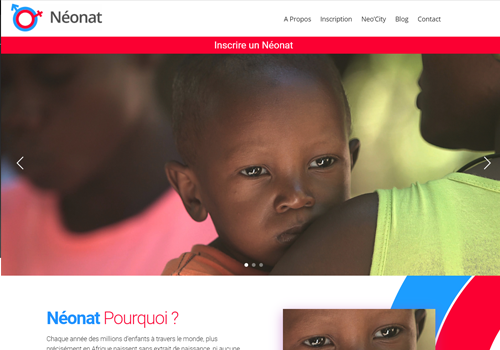 Néonat
A Propos Inscription Neo'City Blog Contact
Inscrire un Néonat
Néonat Pourquoi ?
Chaque année des millions d'enfants à travers le monde, plus
précisément en Afrique naissent sans extrait de naissance, ni aucune